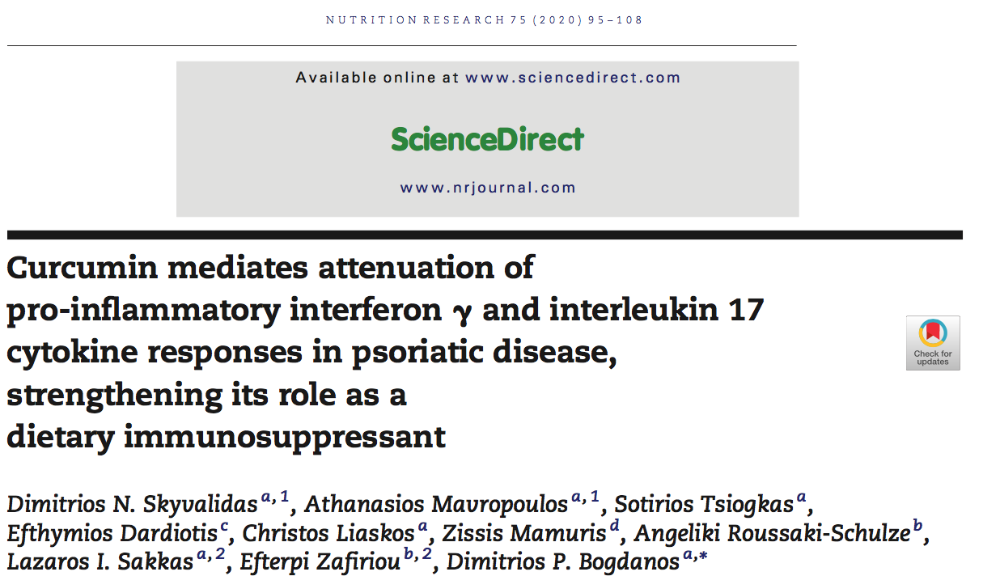 NUTRITION RESEARCH 75 (2020) 95–108
Available online at www.sciencedirect.com
ScienceDirect
www.nrjournal.com
Curcumin mediates attenuation of
pro-inflammatory interferon γ and interleukin 17
cytokine responses in psoriatic disease,
strengthening its role as a
dietary immunosuppressant
Check for
updates
Dimitrios N. Skyvalidas a, 1, Athanasios Mavropoulos a, 1, Sotirios Tsiogkas a,
Efthymios Dardiotis c, Christos Liaskos a, Zissis Mamuris d, Angeliki Roussaki-Schulze b,
Lazaros I. Sakkas a, 2, Efterpi Zafiriou b, 2, Dimitrios P. Bogdanos a,*